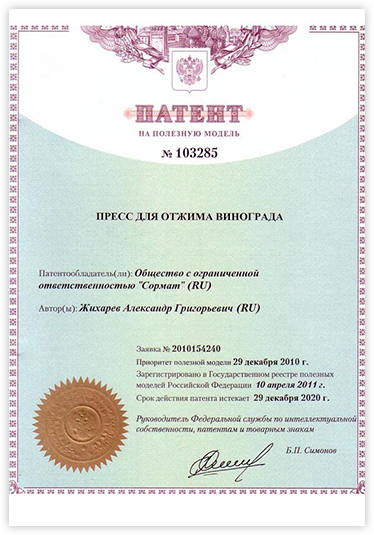 ПАТЕНТ
НА ПОЛЕЗНУЮ МОДЕЛЬ
№ 103285
ПРЕСС ДЛЯ ОТЖИМА ВИНОГРАДА
Патентообладатель(ли): Общество с ограниченной
ответственностью "Сормат" (RU)
Автор(ы): Жихарев Александр Григорьевич (RU)
Заявка № 2010154240
Приоритет полезной модели 29 декабря 2010 г.
Зарегистрировано в Государственном реестре полезных
моделей Российской Федерации 10 апреля 2011 г.
Срок действия патента истекает 29 декабря 2020 г.
Руководитель Федеральной службы по интеллектуальной
собственности, патентам и товарным знакам
Б.П. Симонов